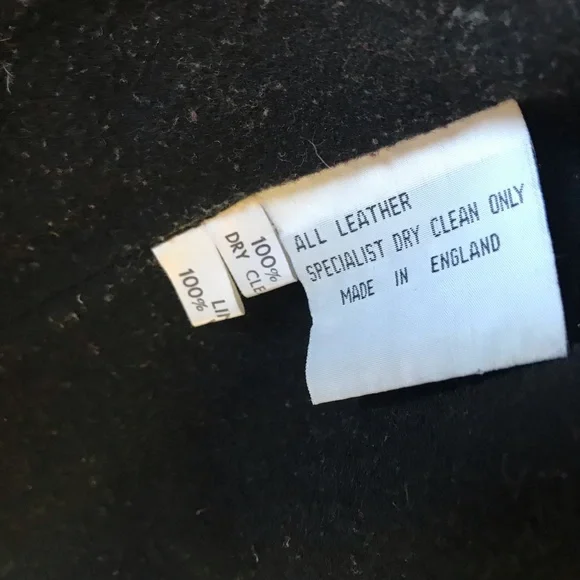 ALL LEATHER
SPECIALIST DRY CLEAN ONLY
MADE IN ENGLAND
100%
DRY CLE
100%
LIN